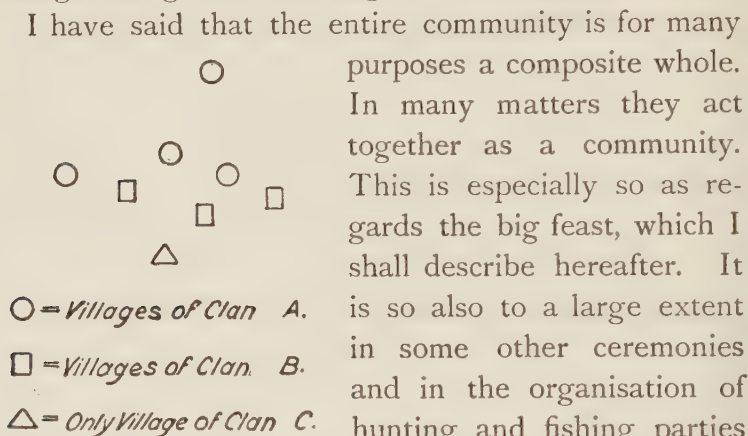 I have said that the entire community is for many
purposes a composite whole.
In many matters they act
together as a community.
This is especially so as re-
gards the big feast, which I
shall describe hereafter. It
is so also to a large extent
in some other ceremonies
and in the organisation of
hunting and fishing parties
= Villages of Clan A.
= Villages of Clan. B.
= Only Village of Clan C.